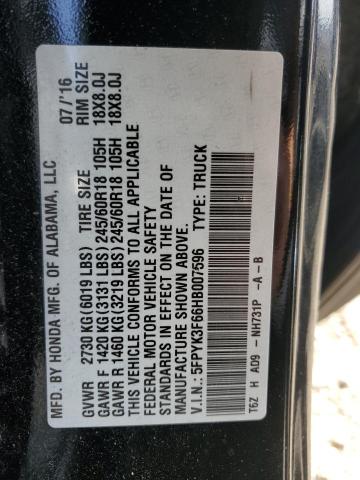 MFD. BY HONDA MFG. OF ALABAMA, LLC 07/'16
GVWR 2730 KG (6019 LBS) TIRE SIZE RIM SIZE
GAWR F 1420 KG (3131 LBS) 245/60R18 105H 18X8.0J
GAWR R 1460 KG (3219 LBS) 245/60R18 105H 18X8.0J
THIS VEHICLE CONFORMS TO ALL APPLICABLE
FEDERAL MOTOR VEHICLE SAFETY
STANDARDS IN EFFECT ON THE DATE OF
MANUFACTURE SHOWN ABOVE.
V.I.N.: 5FPYK3F66HB007596 TYPE: TRUCK
T6Z H A09 - NH731P -A -B